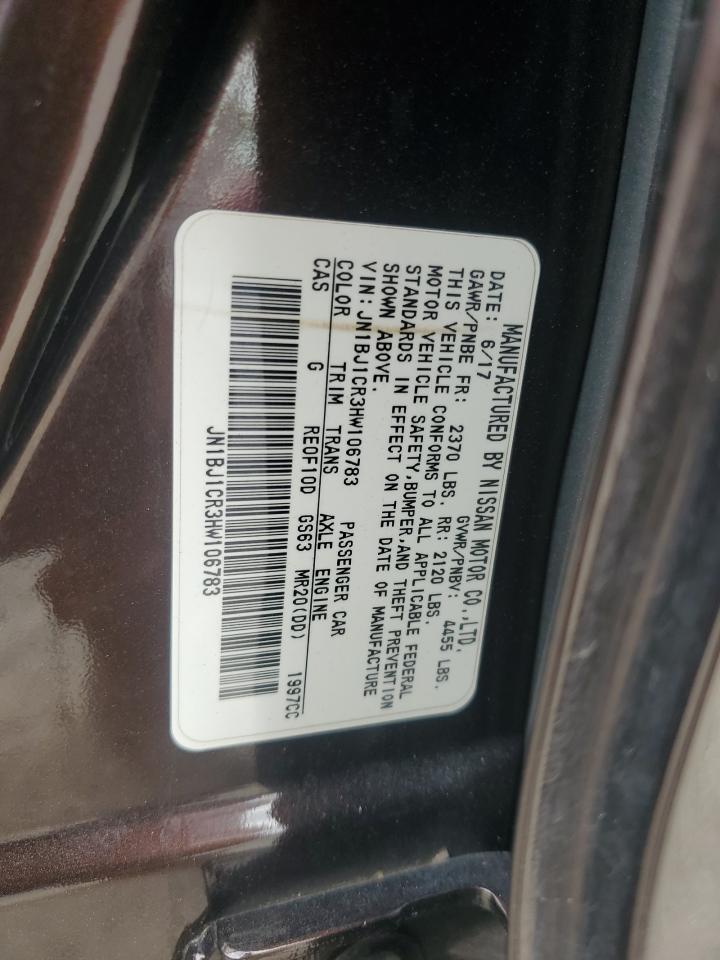 MANUFACTURED BY NISSAN MOTOR CO.,LTD.
DATE: 6/17 GVWR/PNBV: 4455 LBS.
GAWR/PNBE FR: 2370 LBS. RR: 2120 LBS.
THIS VEHICLE CONFORMS TO ALL APPLICABLE FEDERAL
MOTOR VEHICLE SAFETY,BUMPER,AND THEFT PREVENTION
STANDARDS IN EFFECT ON THE DATE OF MANUFACTURE
SHOWN ABOVE.
VIN:JN1BJ1CR3HW106783 PASSENGER CAR
COLOR TRIM TRANS AXLE ENGINE
CAS G RE0F10D GS63 MR20(DD) 1997CC
JN1BJ1CR3HW106783